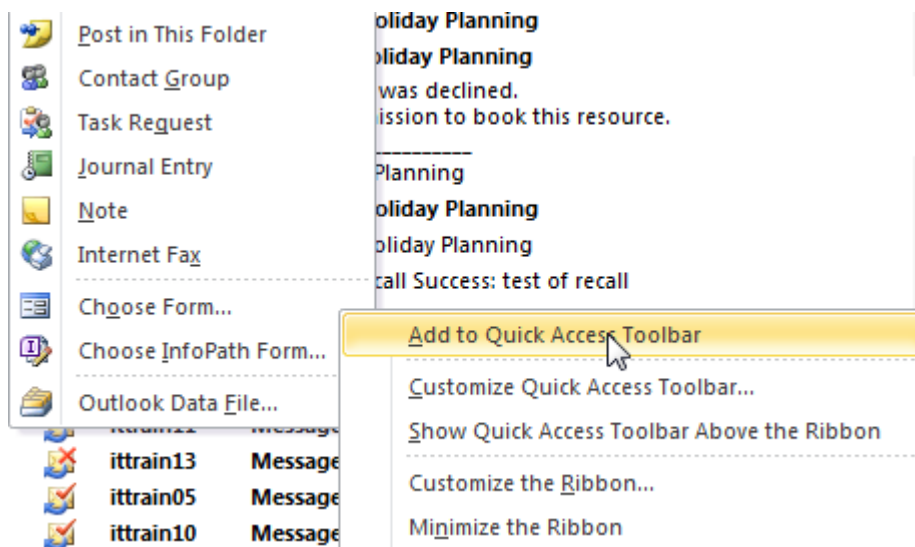 Post in This Folder
Contact Group
Task Request
Journal Entry
Note
Internet Fax
Choose Form...
Choose InfoPath Form...
Outlook Data File...
oliday Planning
liday Planning
was declined.
ission to book this resource.
Planning
oliday Planning
oliday Planning
call Success: test of recall
Add to Quick Access Toolbar
Customize Quick Access Toolbar...
Show Quick Access Toolbar Above the Ribbon
Customize the Ribbon...
Minimize the Ribbon
ittrain13 Message
ittrain05 Message
ittrain10 Message